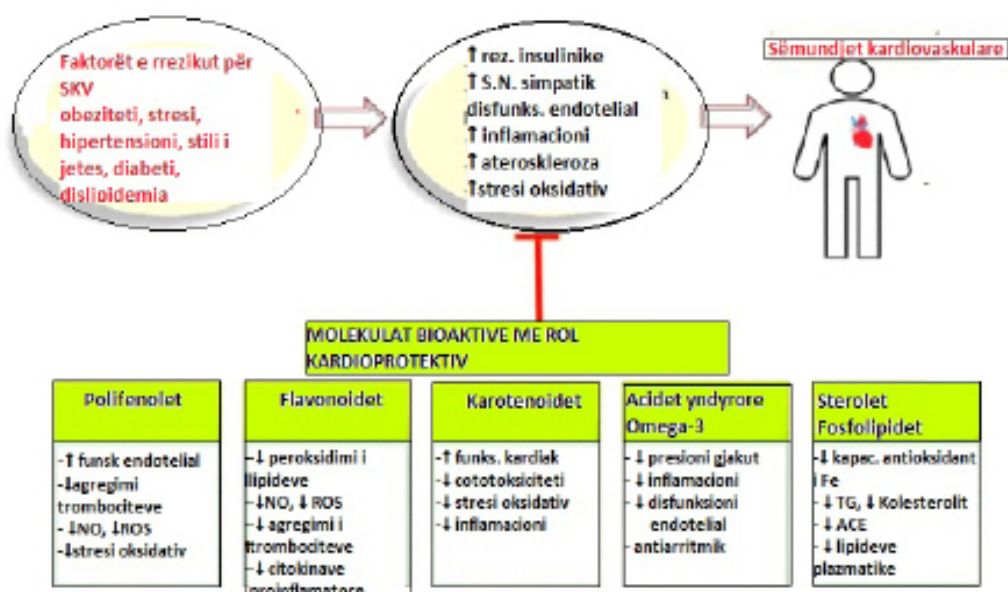 Faktorët e rrezikut për
SKV
obeziteti, stresi,
hipertensioni, stili i
jetes, diabeti,
dislipidemia
↑ rez. insulinike
↑ S.N. simpatik
disfunks. endotelial
↑ inflamacioni
↑ ateroskleroza
↑stresi oksidativ
Sëmundjet kardiovaskulare
MOLEKULAT BIOAKTIVE ME ROL
KARDIOPROTEKTIV
Polifenolet
-↑ funsk endotelial
-↓agregimi
trombociteve
- ↓NO, ↓ROS
-↓stresi oksidativ
Flavonoidet
-↓ peroksidimi i
lipideve
-↓NO, ↓ ROS
-↓ agregimi i
trombociteve
-↓ citokinave
proinflamatore
Karotenoidet
-↑ funks. kardiak
-↓ cototoksiciteti
-↓ stresi oksidativ
-↓ inflamacioni
Acidet yndyrore
Omega-3
-↓ presioni gjakut
-↓ inflamacioni
-↓ disfunksioni
endotelial
- antiarritmik
Sterolet
Fosfolipidet
-↓ kapac. antioksidant
i Fe
-↓ TG, ↓ Kolesterolit
-↓ ACE
-↓ lipideve
plazmatike